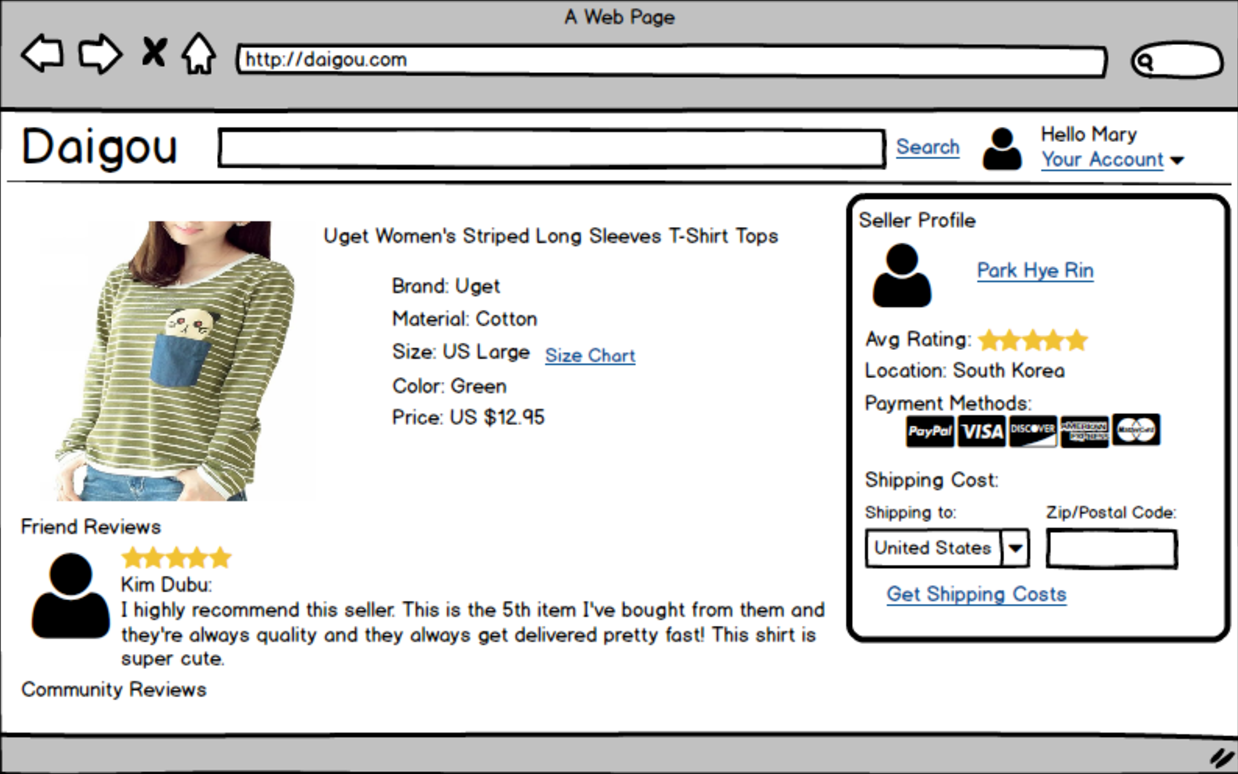 A Web Page
http://daigou.com
Daigou
Search
Hello Mary
Your Account
Uget Women's Striped Long Sleeves T-Shirt Tops
Brand: Uget
Material: Cotton
Size: US Large Size Chart
Color: Green
Price: US $12.95
Seller Profile
Park Hye Rin
Avg Rating:
Location: South Korea
Payment Methods:
PayPal VISA DISCOVER AMERICAN EXPRESS MasterCard
Shipping Cost:
Shipping to: Zip/Postal Code:
United States
Get Shipping Costs
Friend Reviews
Kim Dubu:
I highly recommend this seller. This is the 5th item I've bought from them and
they're always quality and they always get delivered pretty fast! This shirt is
super cute.
Community Reviews